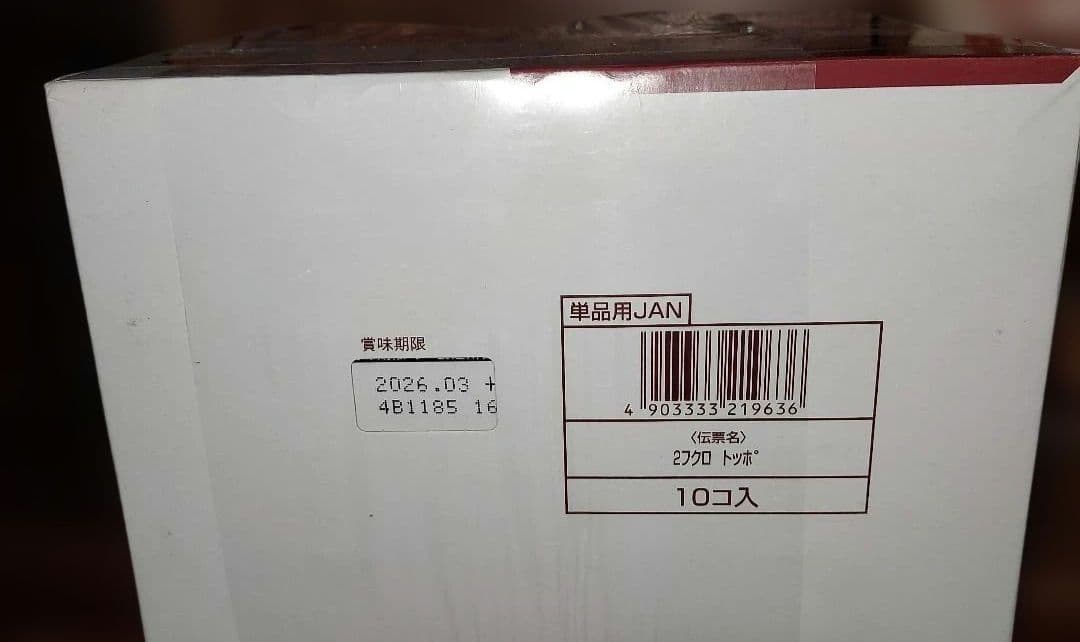 賞味期限
2026.03 +
4B1185 16
単品用JAN
4 903333 219636
〈伝票名〉
2フクロ トッポ
10コ入